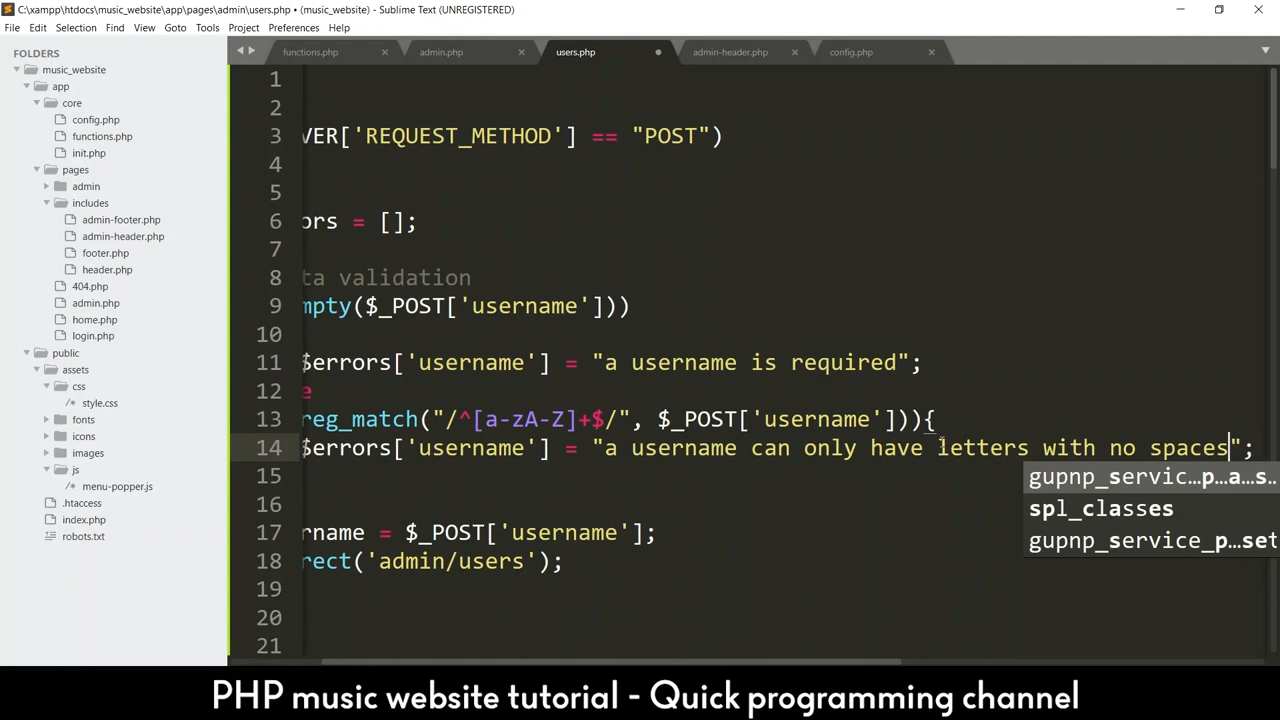 C:\xampp\htdocs\music_website\app\pages\admin\users.php • (music_website) - Sublime Text (UNREGISTERED)
File Edit Selection Find View Goto Tools Project Preferences Help
FOLDERS
music_website
app
core
config.php
functions.php
init.php
pages
admin
includes
admin-footer.php
admin-header.php
footer.php
header.php
404.php
admin.php
home.php
login.php
public
assets
css
/* style.css
fonts
icons
images
js
/* menu-popper.js
.htaccess
index.php
robots.txt
functions.php admin.php users.php admin-header.php config.php
1
2
3 VER['REQUEST_METHOD'] == "POST")
4
5
6 ors = [];
7
8 ta validation
9 mpty($_POST['username']))
10
11 $errors['username'] = "a username is required";
12 e
13 reg_match("/^[a-zA-Z]+$/", $_POST['username'])){
14 $errors['username'] = "a username can only have letters with no spaces";
15
16
17 rname = $_POST['username'];
18 rect('admin/users');
19
20
21
gupnp_servic...p...a...s..
spl_classes
gupnp_service_p...set
PHP music website tutorial - Quick programming channel